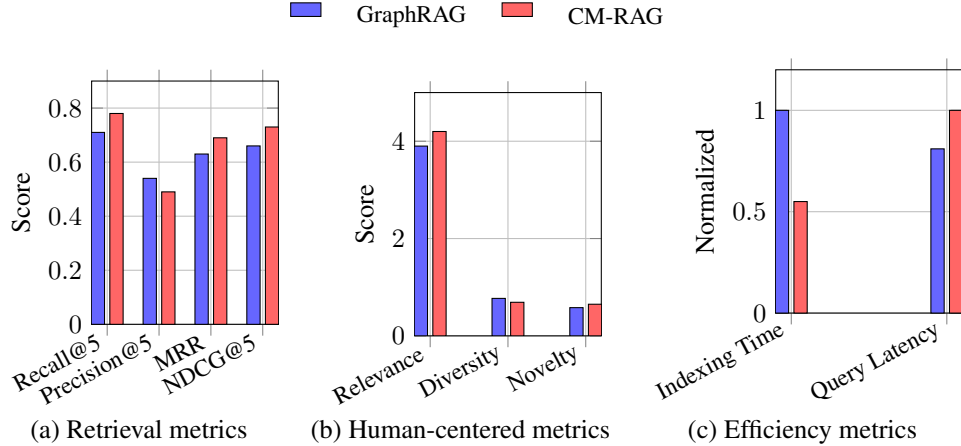 GraphRAG CM-RAG
0.8
0.6
0.4
0.2
0
Score
Recall@5
Precision@5
MRR
NDCG@5
(a) Retrieval metrics
4
2
0
Score
Relevance
Diversity
Novelty
(b) Human-centered metrics
1
0.5
0
Normalized
Indexing Time
Query Latency
(c) Efficiency metrics